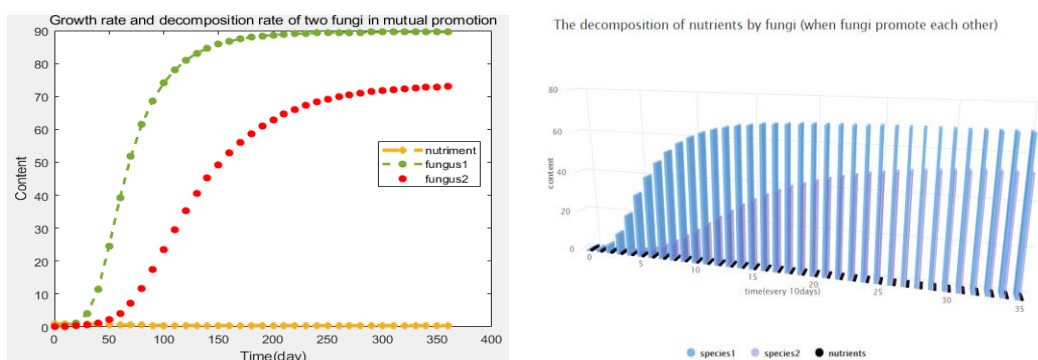 Growth rate and decomposition rate of two fungi in mutual promotion
90
80
70
60
50
40
30
20
10
0
Content
nutriment
fungus1
fungus2
0 50 100 150 200 250 300 350 400
Time(day)
The decomposition of nutrients by fungi (when fungi promote each other)
80
60
40
20
0
content
0 5 10 15 20 25 30 35
time(every 10days)
species1 species2 nutrients